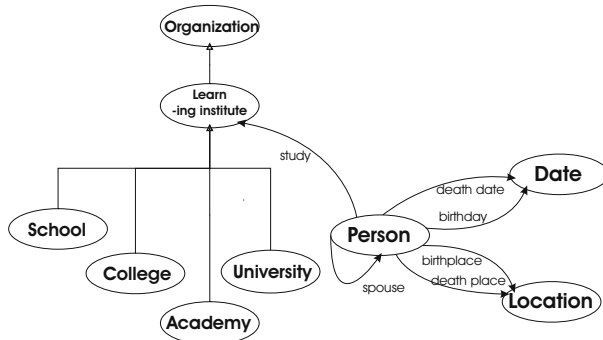 Organization
Learn
-ing institute
study
Date
death date
birthday
School
Person
College
University
birthplace
death place
spouse
Location
Academy